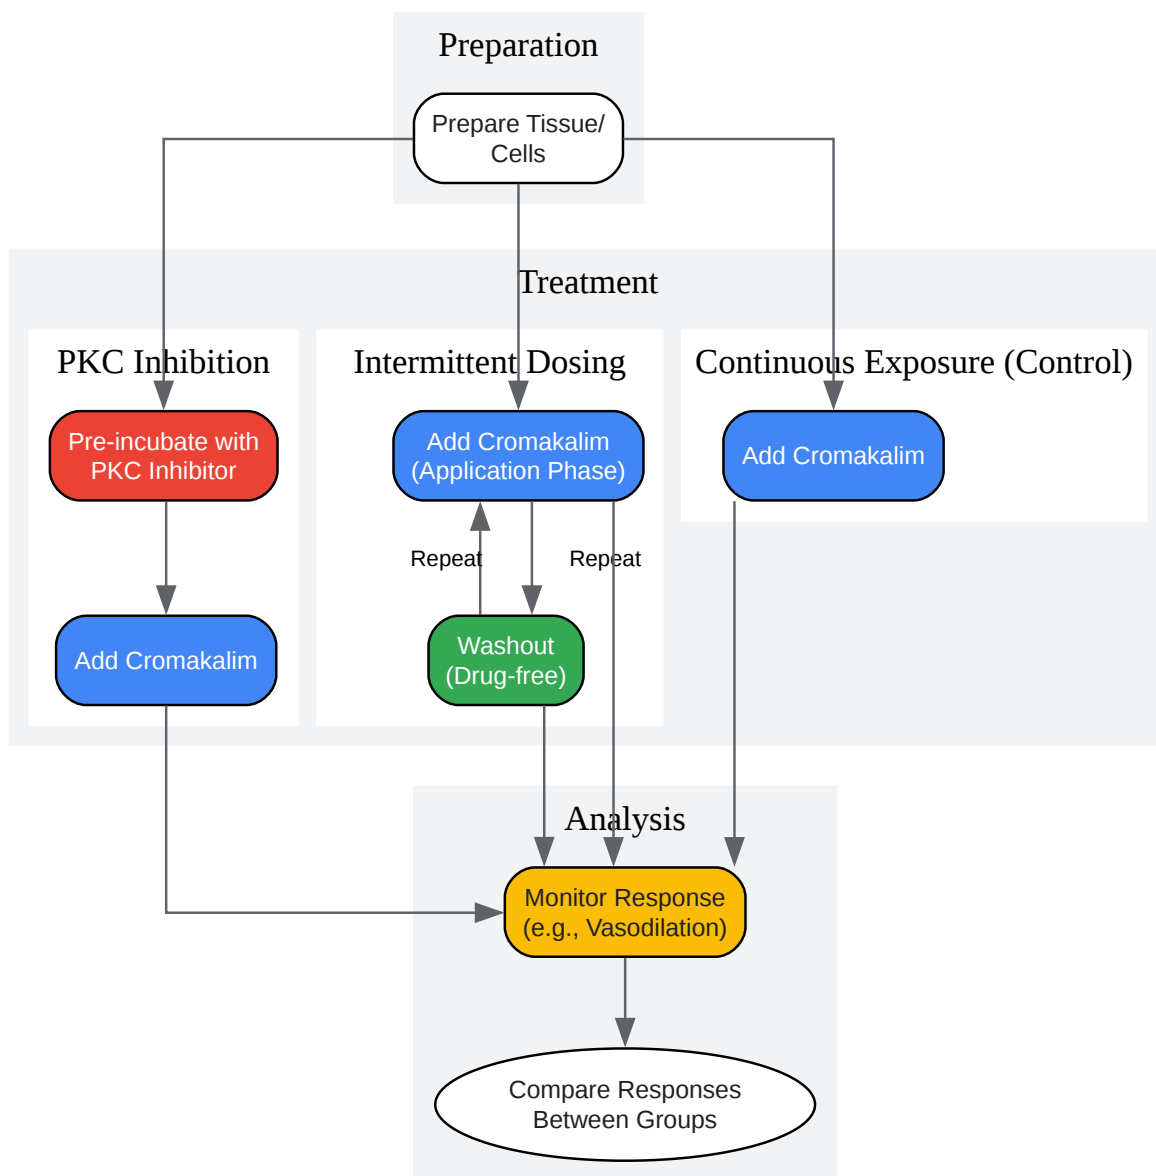 Preparation
Prepare Tissue/
Cells
Treatment
PKC Inhibition
Intermittent Dosing
Continuous Exposure (Control)
Pre-incubate with
PKC Inhibitor
Add Cromakalim
(Application Phase)
Add Cromakalim
Repeat
Repeat
Add Cromakalim
Washout
(Drug-free)
Analysis
Monitor Response
(e.g., Vasodilation)
Compare Responses
Between Groups